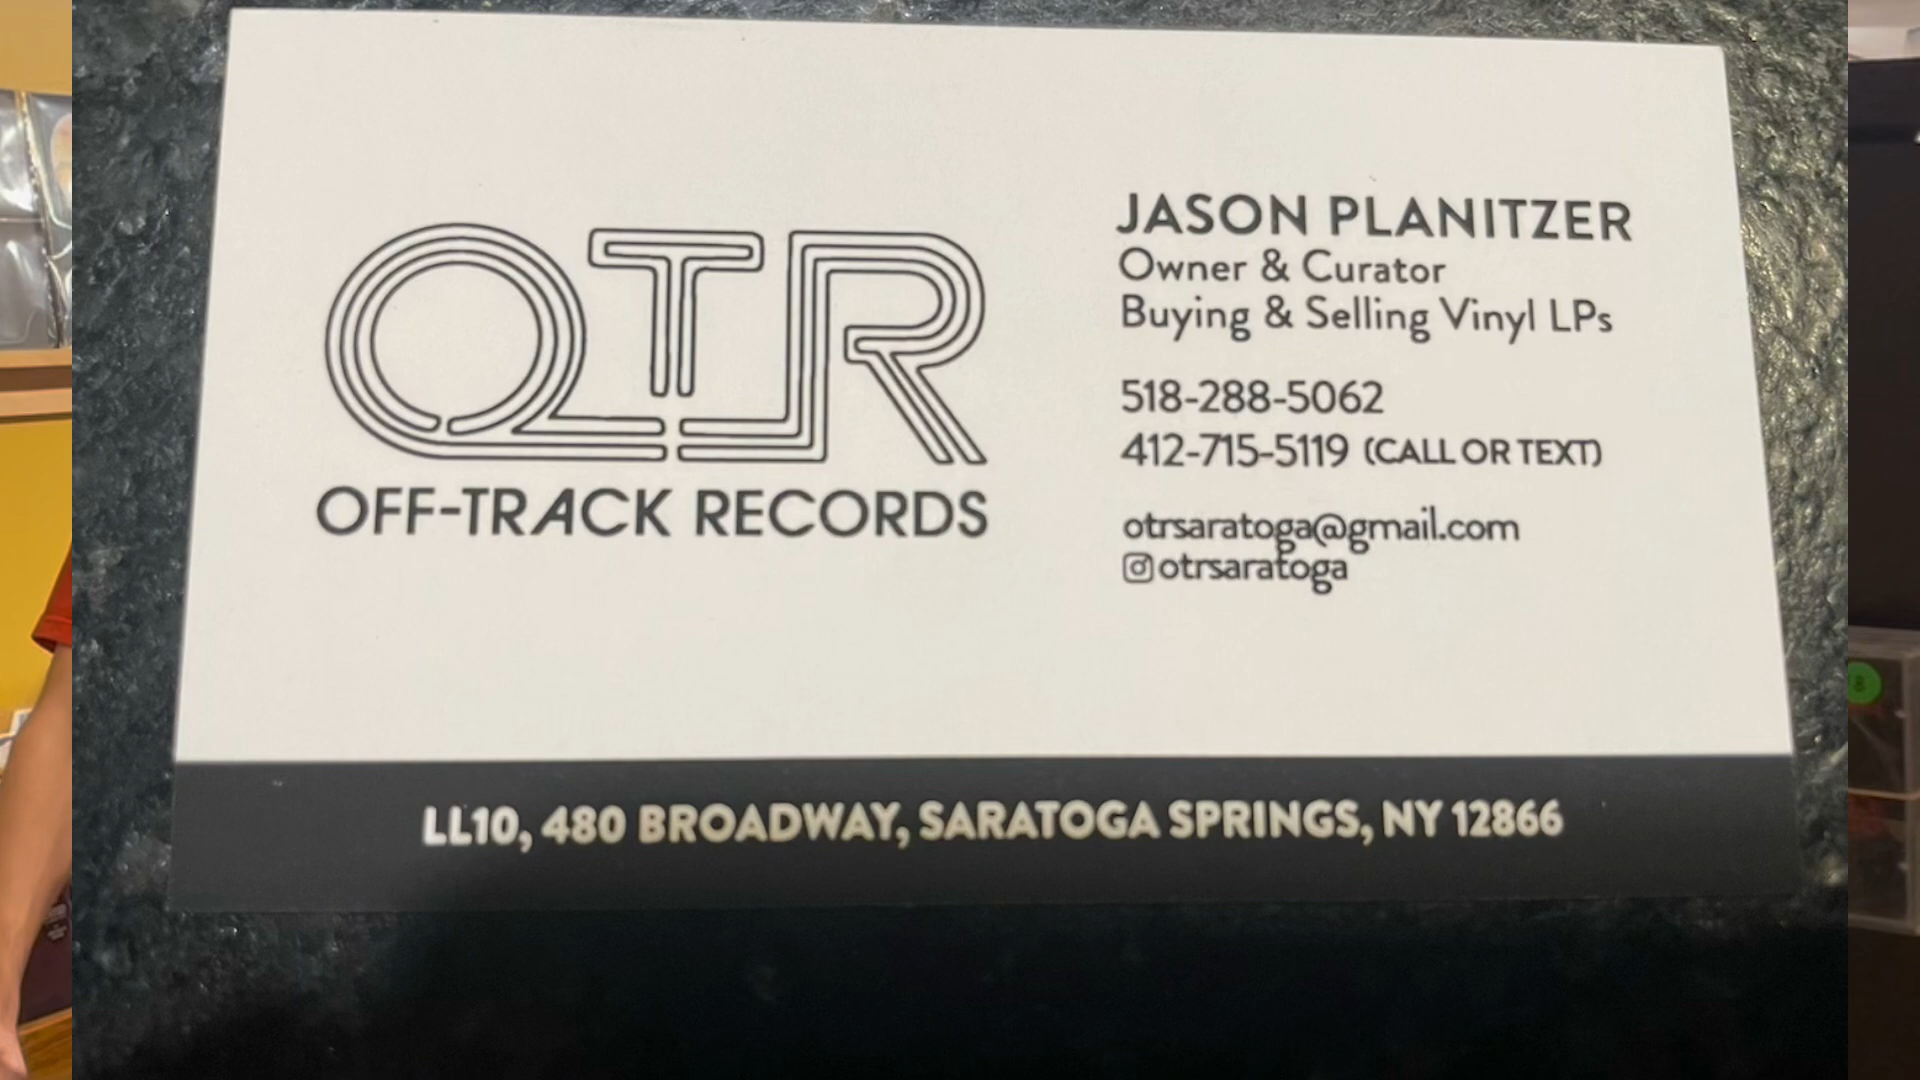 OTR
OFF-TRACK RECORDS
JASON PLANITZER
Owner & Curator
Buying & Selling Vinyl LPs
518-288-5062
412-715-5119 (CALL OR TEXT)
otrsaratoga@gmail.com
otrsaratoga
LL10, 480 BROADWAY, SARATOGA SPRINGS, NY 12866